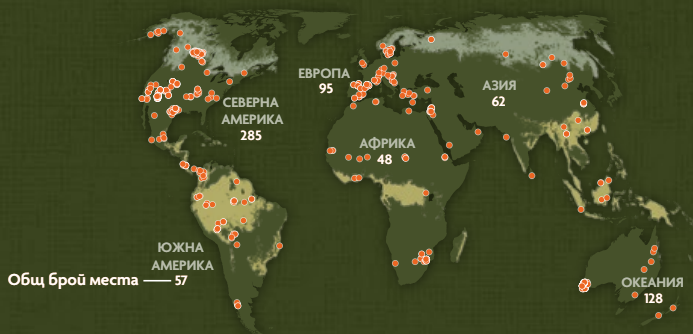 ЕВРОПА
95
АЗИЯ
62
СЕВЕРНА
АМЕРИКА
285
АФРИКА
48
ЮЖНА
АМЕРИКА
Общ брой места 57
ОКЕАНИЯ
128